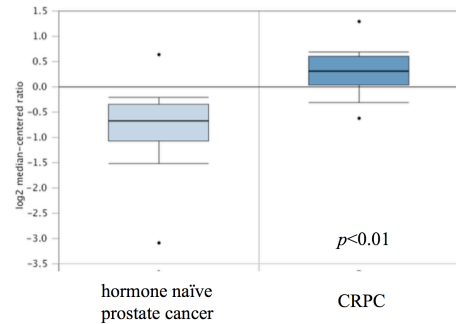 1.5
1.0
0.5
0.0
-0.5
-1.0
-1.5
-2.0
-2.5
-3.0
-3.5
log2 median-centered ratio
p<0.01
hormone naïve
prostate cancer
CRPC